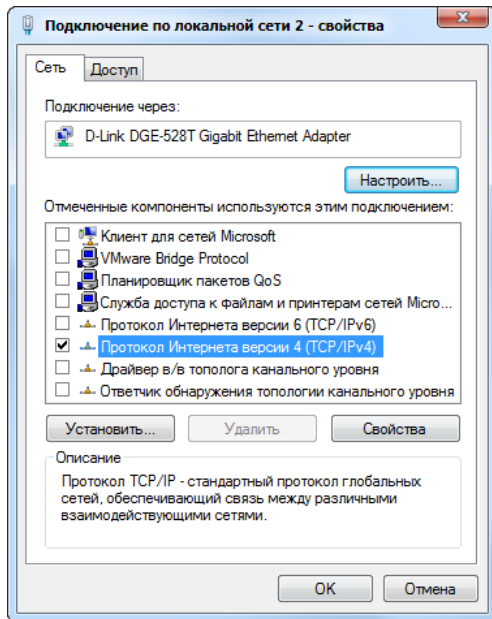 Подключение по локальной сети 2 - свойства
Сеть
Доступ
Подключение через:
D-Link DGE-528T Gigabit Ethernet Adapter
Настроить...
Отмеченные компоненты используются этим подключением:
Клиент для сетей Microsoft
VMware Bridge Protocol
Планировщик пакетов QoS
Служба доступа к файлам и принтерам сетей Micro...
Протокол Интернета версии 6 (TCP/IPv6)
Протокол Интернета версии 4 (TCP/IPv4)
Драйвер в/в тополога канального уровня
Ответчик обнаружения топологии канального уровня
Установить...
Удалить
Свойства
Описание
Протокол TCP/IP - стандартный протокол глобальных
сетей, обеспечивающий связь между различными
взаимодействующими сетями.
OK
Отмена